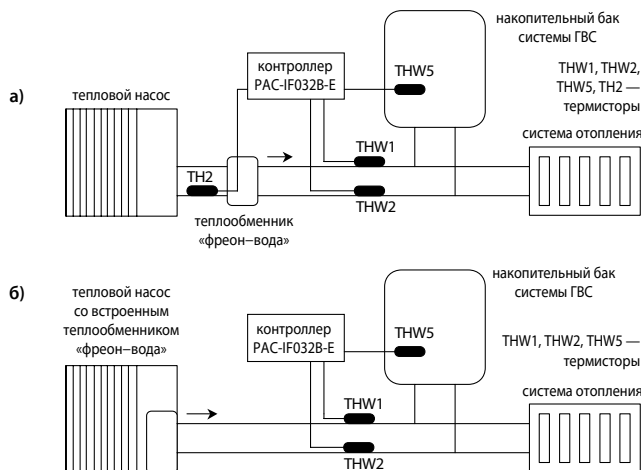 а)
тепловой насос
контроллер
PAC-IF032B-E
накопительный бак
системы ГВС
THW5
THW1, THW2,
THW5, TH2 —
термисторы
THW1
система отопления
TH2
THW2
теплообменник
«фреон–вода»
б)
тепловой насос
со встроенным
теплообменником
«фреон–вода»
контроллер
PAC-IF032B-E
накопительный бак
системы ГВС
THW5
THW1, THW2, THW5 —
термисторы
THW1
система отопления
THW2